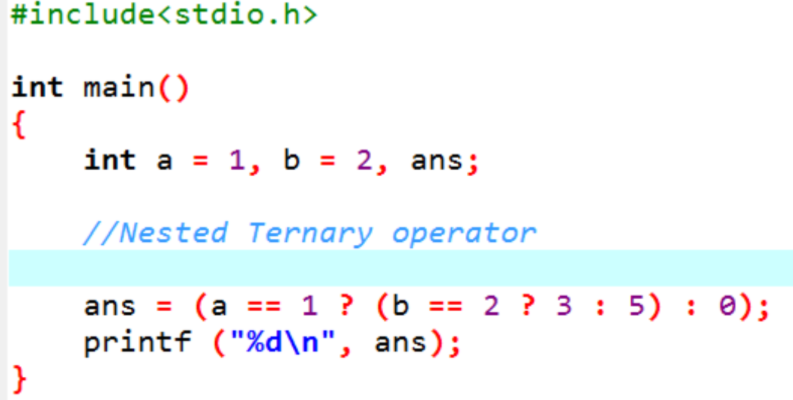 #include<stdio.h>
int main()
{
int a = 1, b = 2, ans;
//Nested Ternary operator
ans = (a == 1 ? (b == 2 ? 3 : 5) : 0);
printf ("%d\n", ans);
}